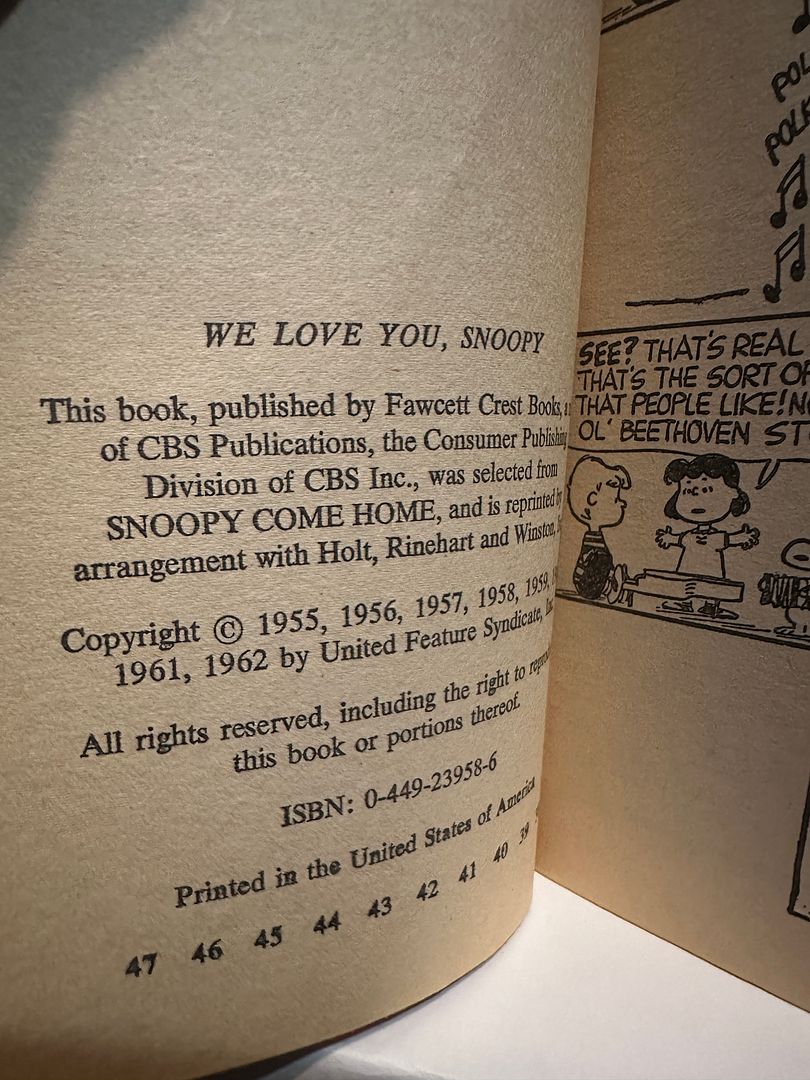 WE LOVE YOU, SNOOPY
This book, published by Fawcett Crest Books,
of CBS Publications, the Consumer Publishing
Division of CBS Inc., was selected from
SNOOPY COME HOME, and is reprinted by
arrangement with Holt, Rinehart and Winston,
Copyright © 1955, 1956, 1957, 1958, 1959,
1961, 1962 by United Feature Syndicate, Inc.
All rights reserved, including the right to
this book or portions thereof.
ISBN: 0-449-23958-6
Printed in the United States of America
47 46 45 44 43 42 41 40 39
SEE? THAT'S REAL
THAT'S THE SORT OF
THAT PEOPLE LIKE!
OL' BEETHOVEN